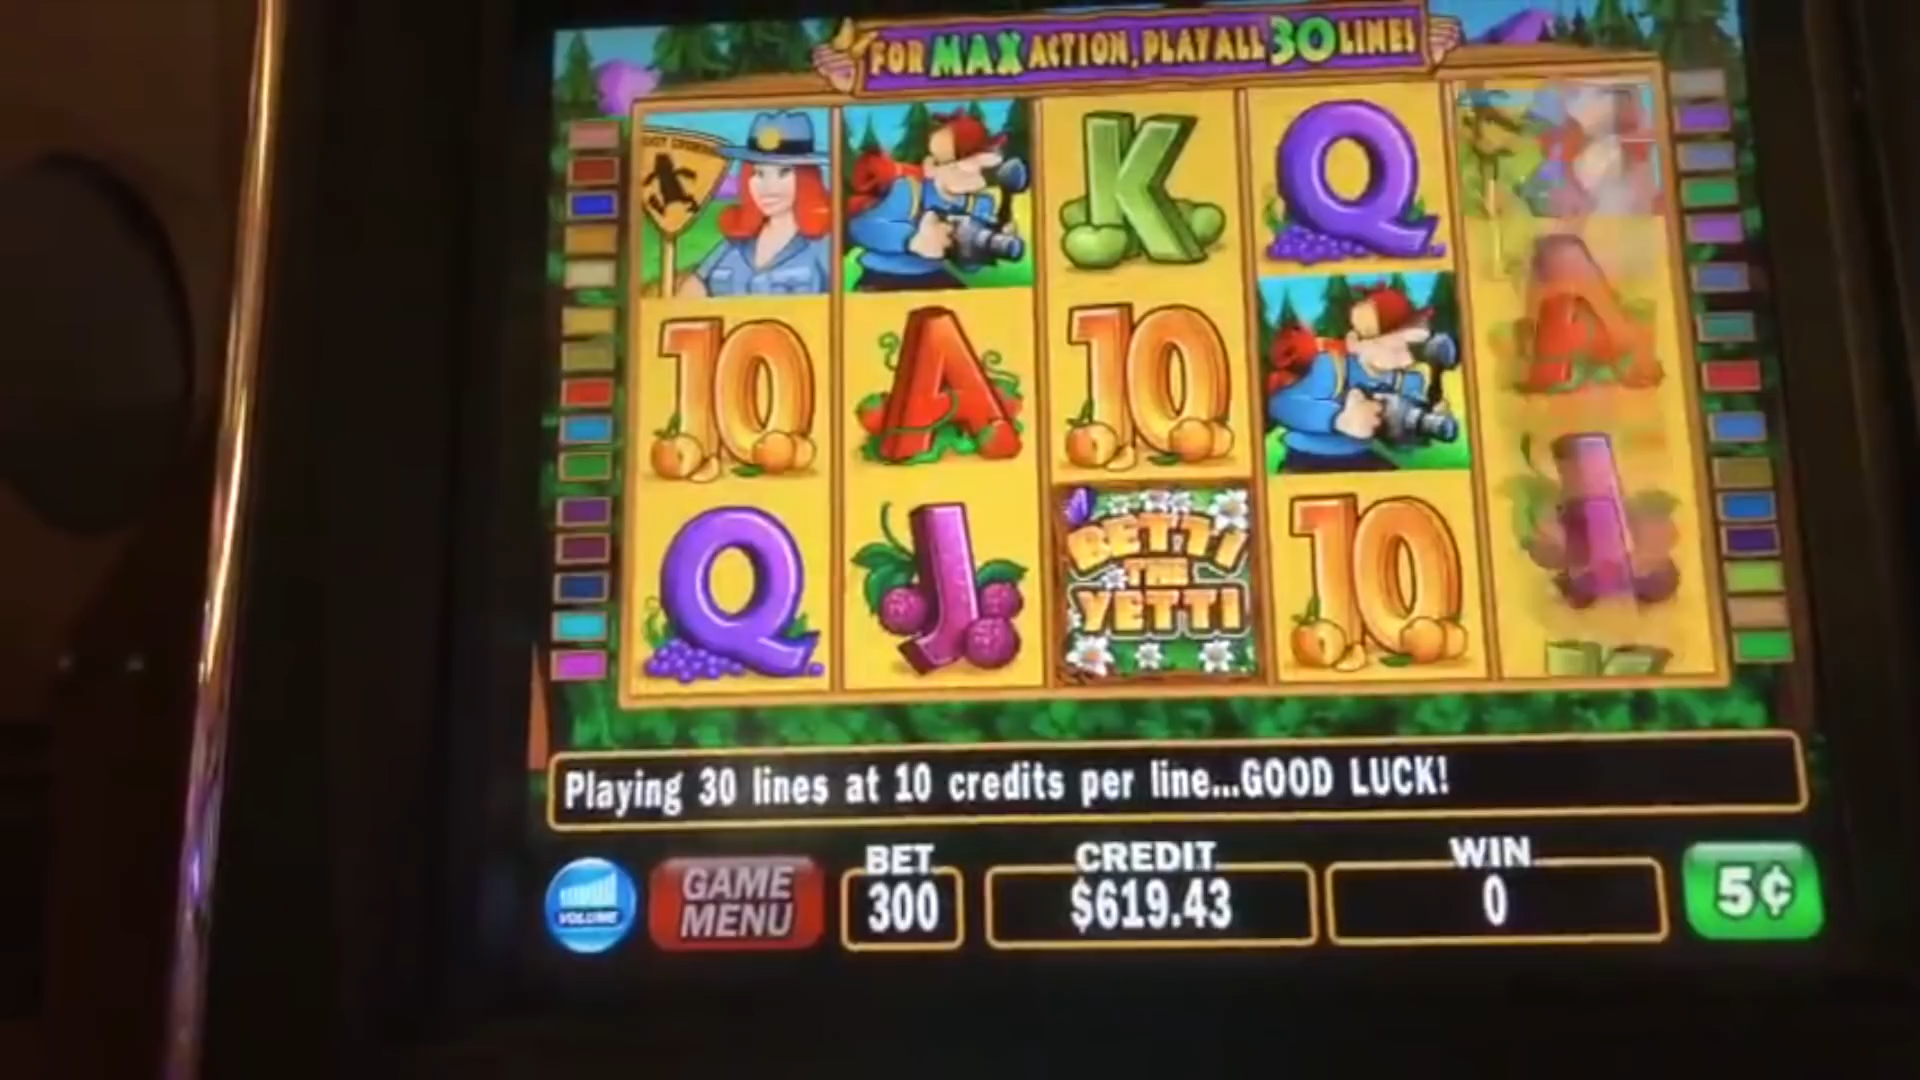 FOR MAX ACTION, PLAY ALL 30 LINES
K
Q
10
A
10
A
Q
J
BETTI
THE
YETTI
10
J
Playing 30 lines at 10 credits per line...GOOD LUCK!
BET
CREDIT
WIN
VOLUME
GAME
MENU
300
$619.43
0
5¢